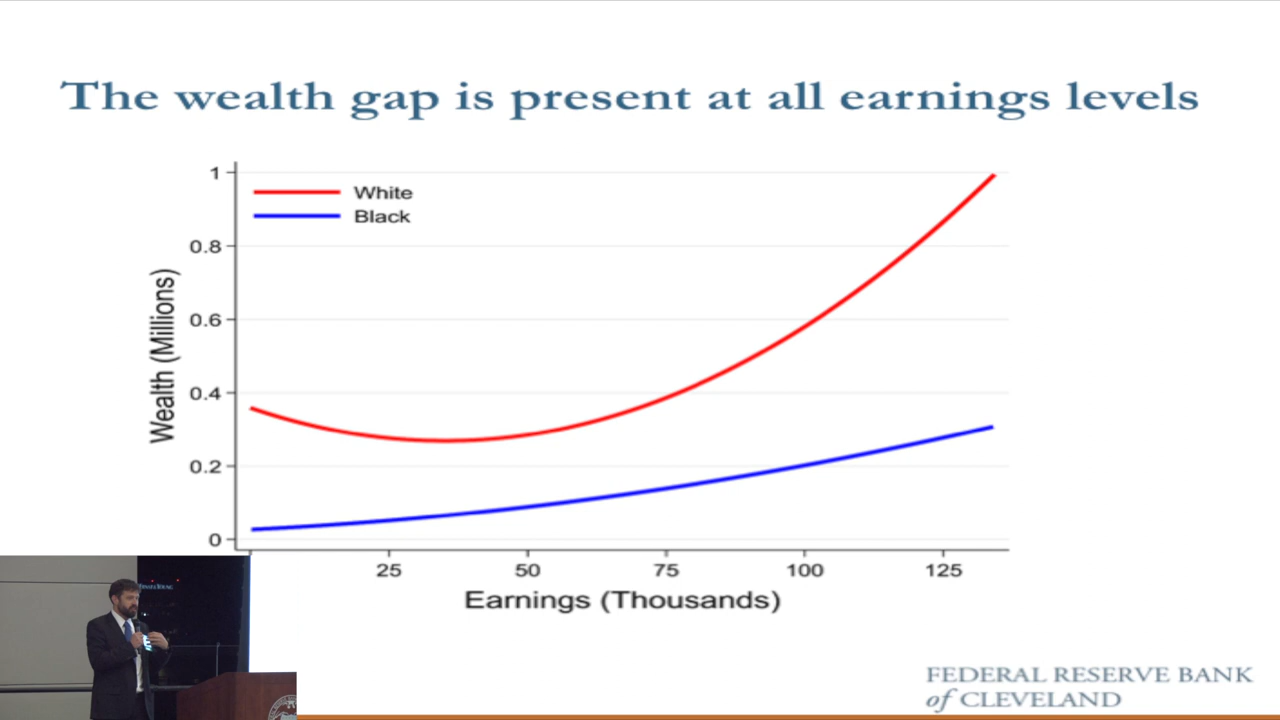 The wealth gap is present at all earnings levels
White
Black
Wealth (Millions)
1
0.8
0.6
0.4
0.2
0
25 50 75 100 125
Earnings (Thousands)
FEDERAL RESERVE BANK
of CLEVELAND